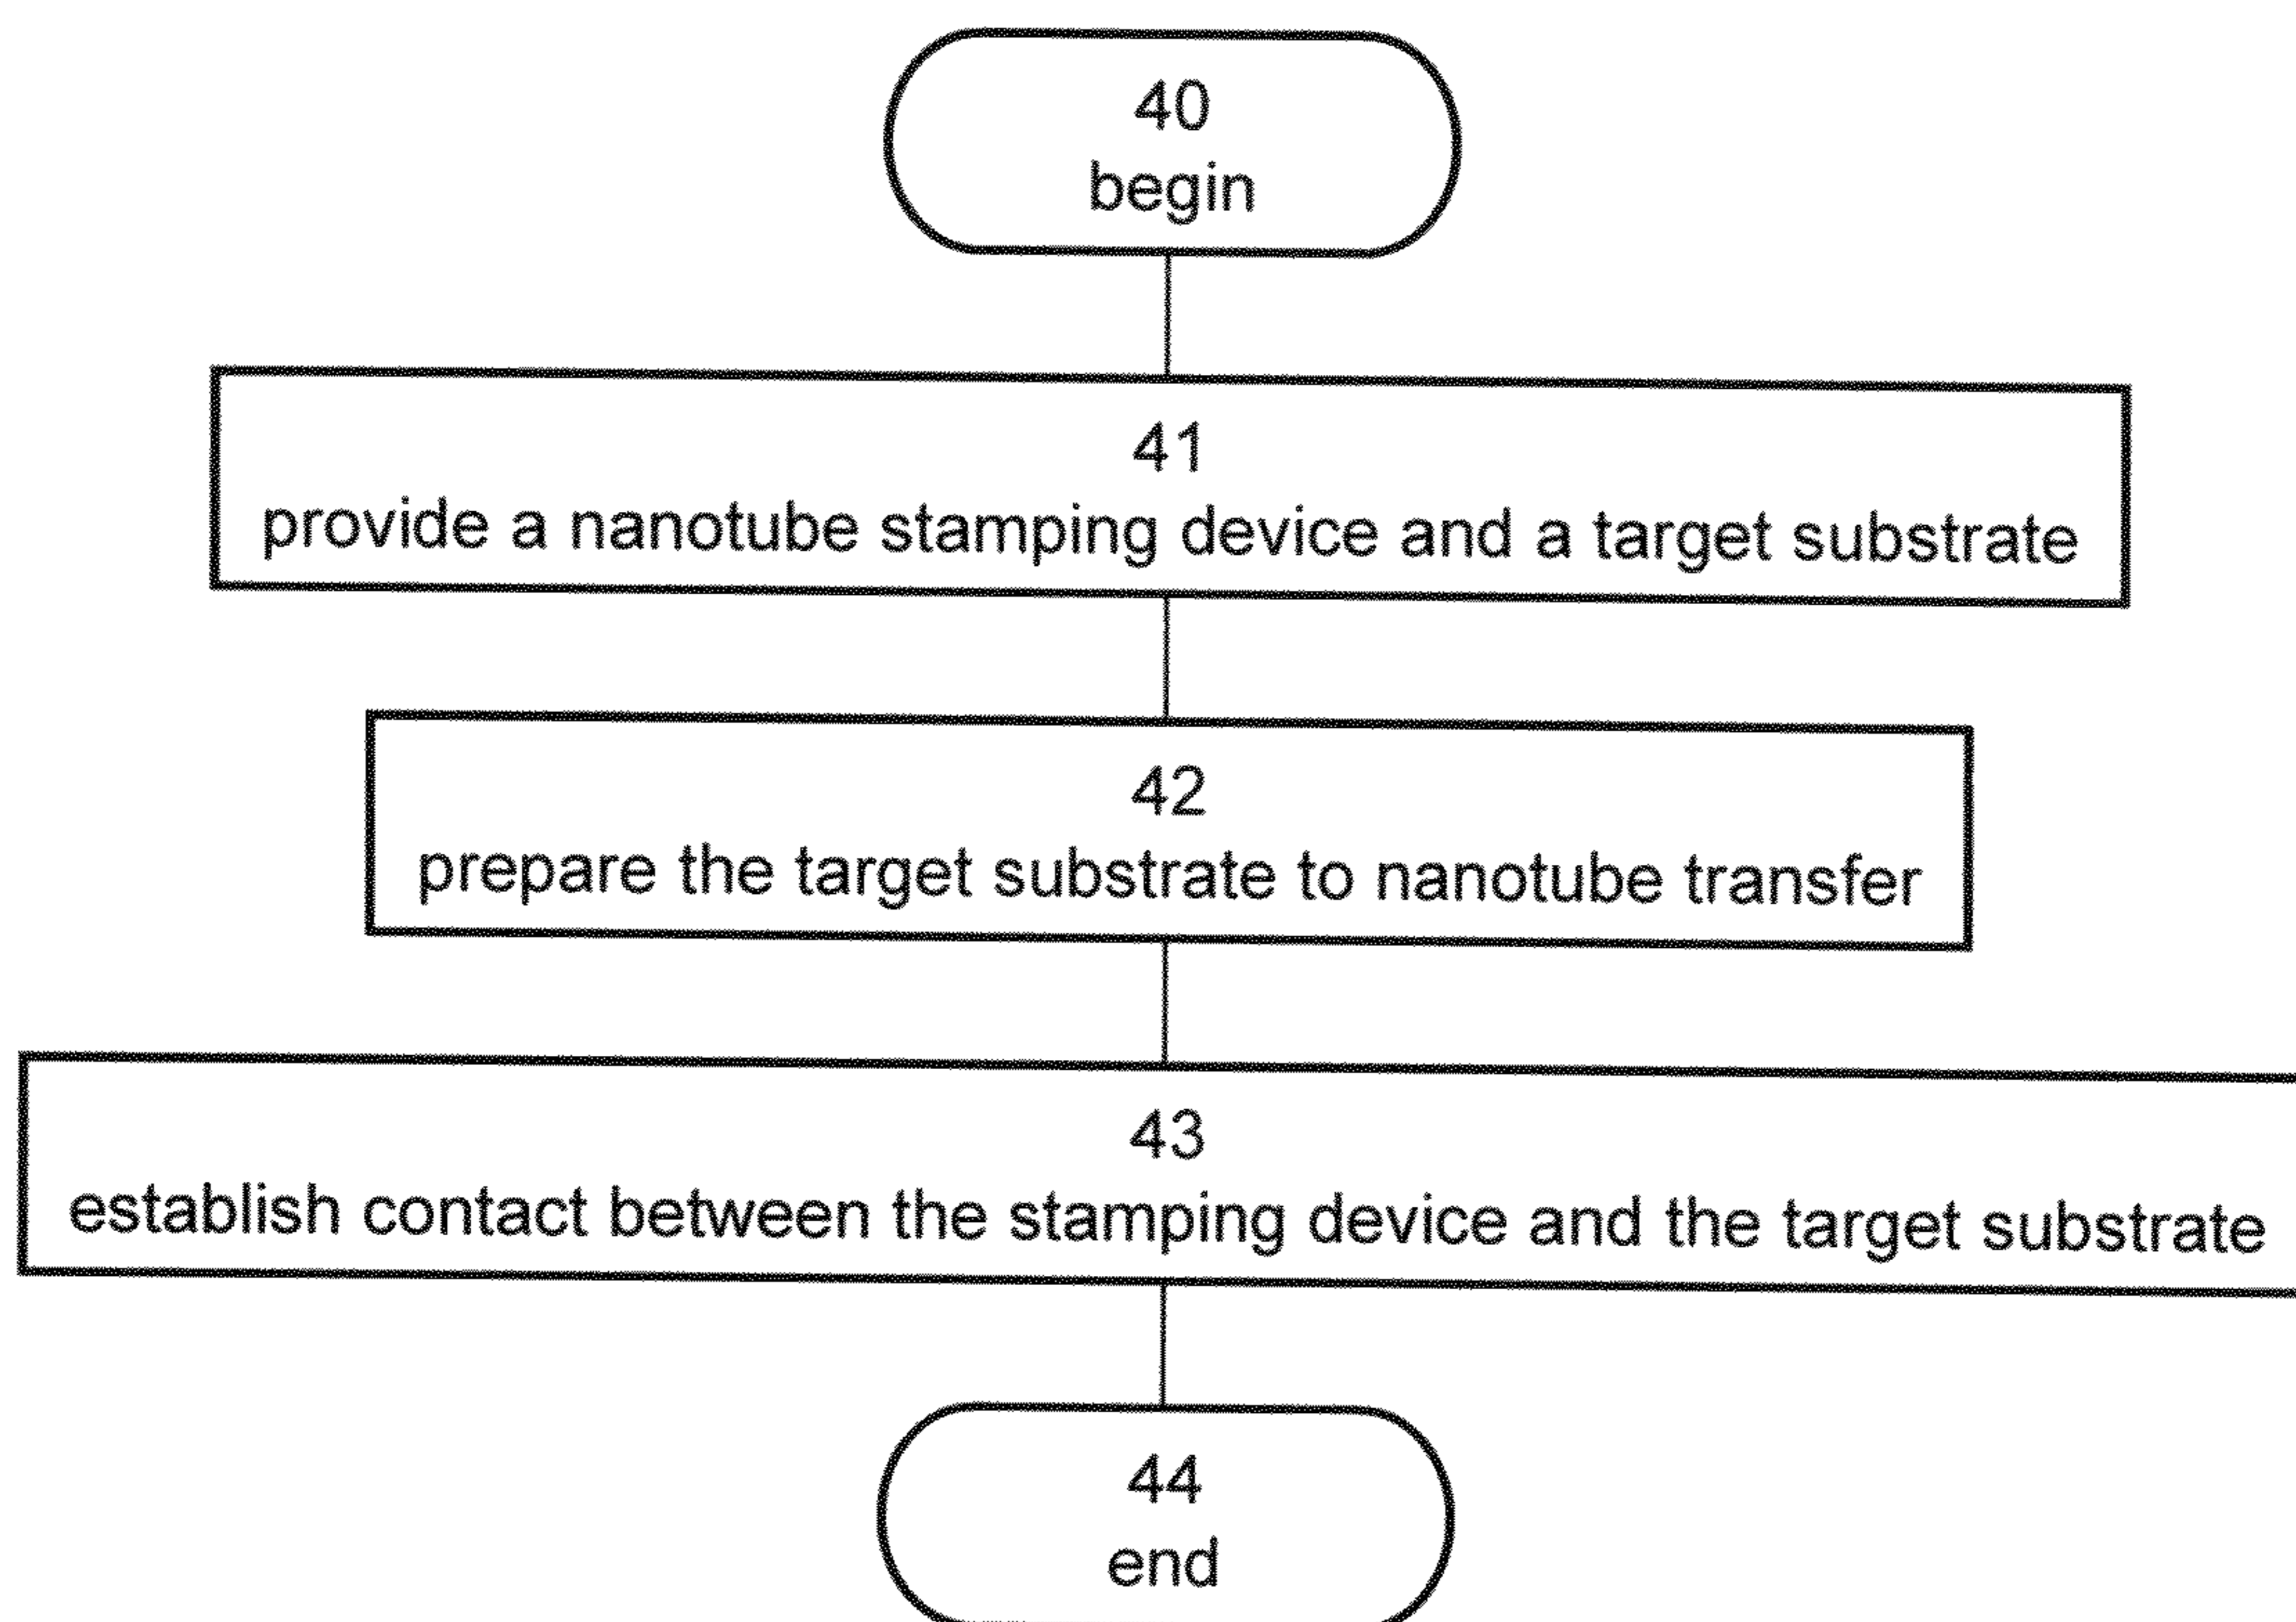 40
begin
41
provide a nanotube stamping device and a target substrate
42
prepare the target substrate to nanotube transfer
43
establish contact between the stamping device and the target substrate
44
end